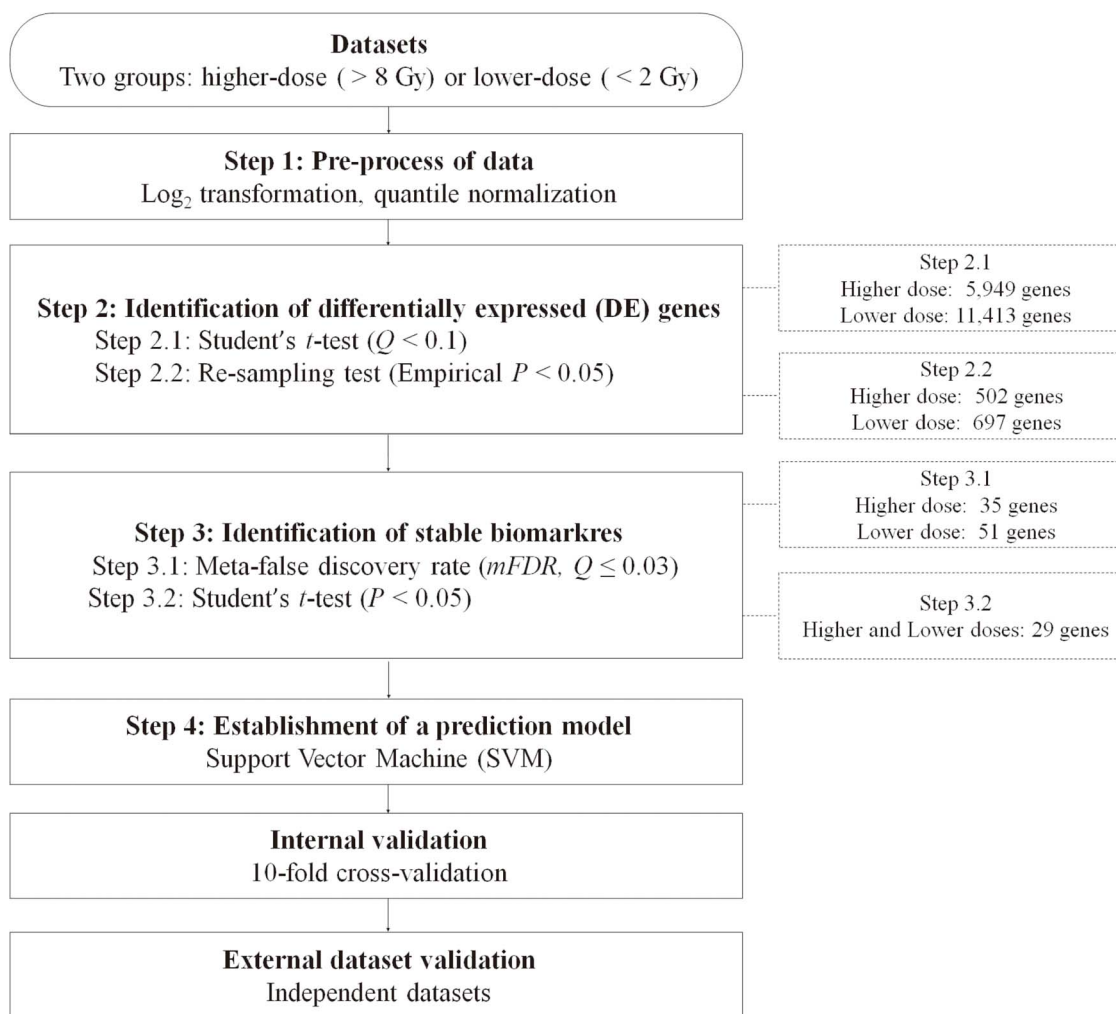 Datasets
Two groups: higher-dose ( > 8 Gy) or lower-dose ( < 2 Gy)
Step 1: Pre-process of data
Log₂ transformation, quantile normalization
Step 2: Identification of differentially expressed (DE) genes
Step 2.1: Student's t-test (Q < 0.1)
Step 2.2: Re-sampling test (Empirical P < 0.05)
Step 2.1
Higher dose: 5,949 genes
Lower dose: 11,413 genes
Step 2.2
Higher dose: 502 genes
Lower dose: 697 genes
Step 3: Identification of stable biomarkres
Step 3.1: Meta-false discovery rate (mFDR, Q ≤ 0.03)
Step 3.2: Student's t-test (P < 0.05)
Step 3.1
Higher dose: 35 genes
Lower dose: 51 genes
Step 3.2
Higher and Lower doses: 29 genes
Step 4: Establishment of a prediction model
Support Vector Machine (SVM)
Internal validation
10-fold cross-validation
External dataset validation
Independent datasets